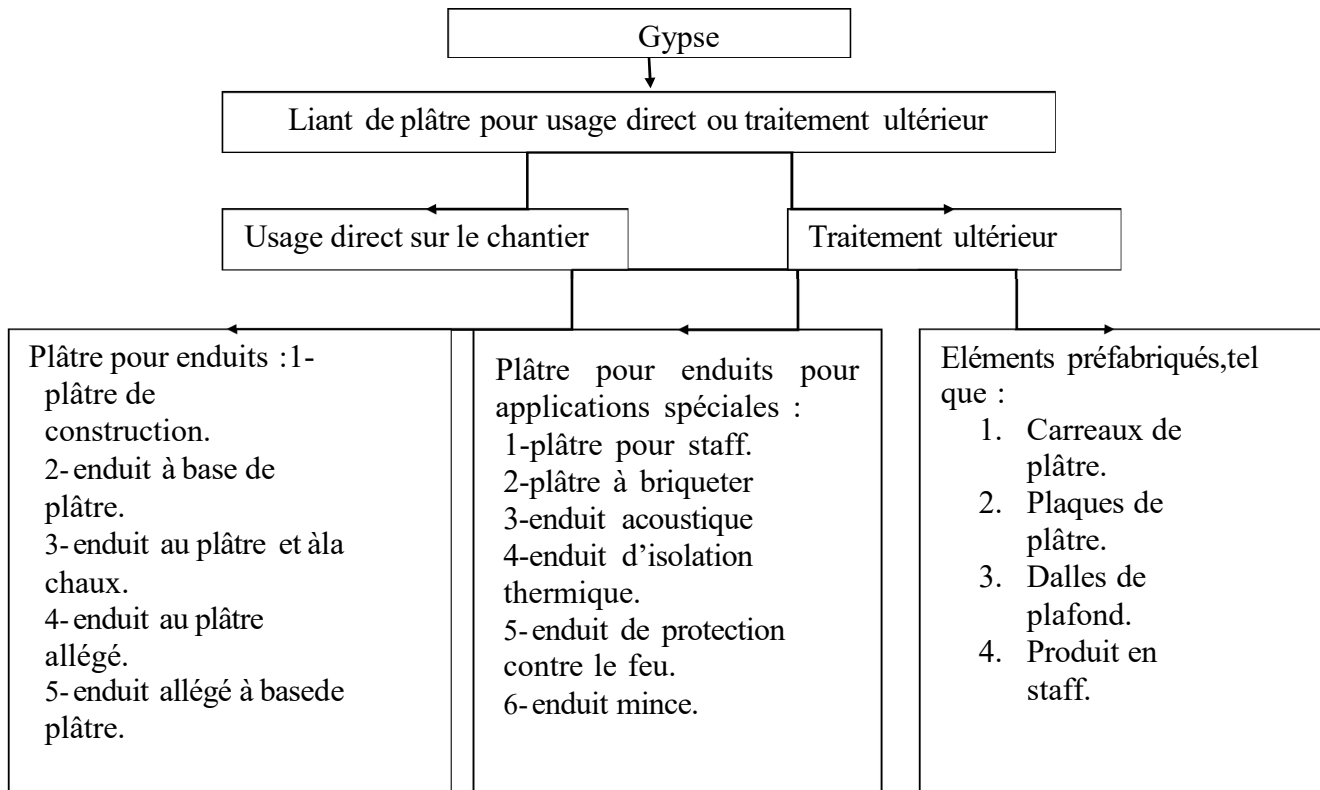 Gypse
Liant de plâtre pour usage direct ou traitement ultérieur
Usage direct sur le chantier
Traitement ultérieur
Plâtre pour enduits :1-
plâtre de
construction.
2- enduit à base de
plâtre.
3- enduit au plâtre et àla
chaux.
4- enduit au plâtre
allégé.
5- enduit allégé à basede
plâtre.
Plâtre pour enduits pour
applications spéciales :
1-plâtre pour staff.
2-plâtre à briqueter
3-enduit acoustique
4-enduit d’isolation
thermique.
5- enduit de protection
contre le feu.
6- enduit mince.
Eléments préfabriqués,tel
que :
1. Carreaux de
plâtre.
2. Plaques de
plâtre.
3. Dalles de
plafond.
4. Produit en
staff.